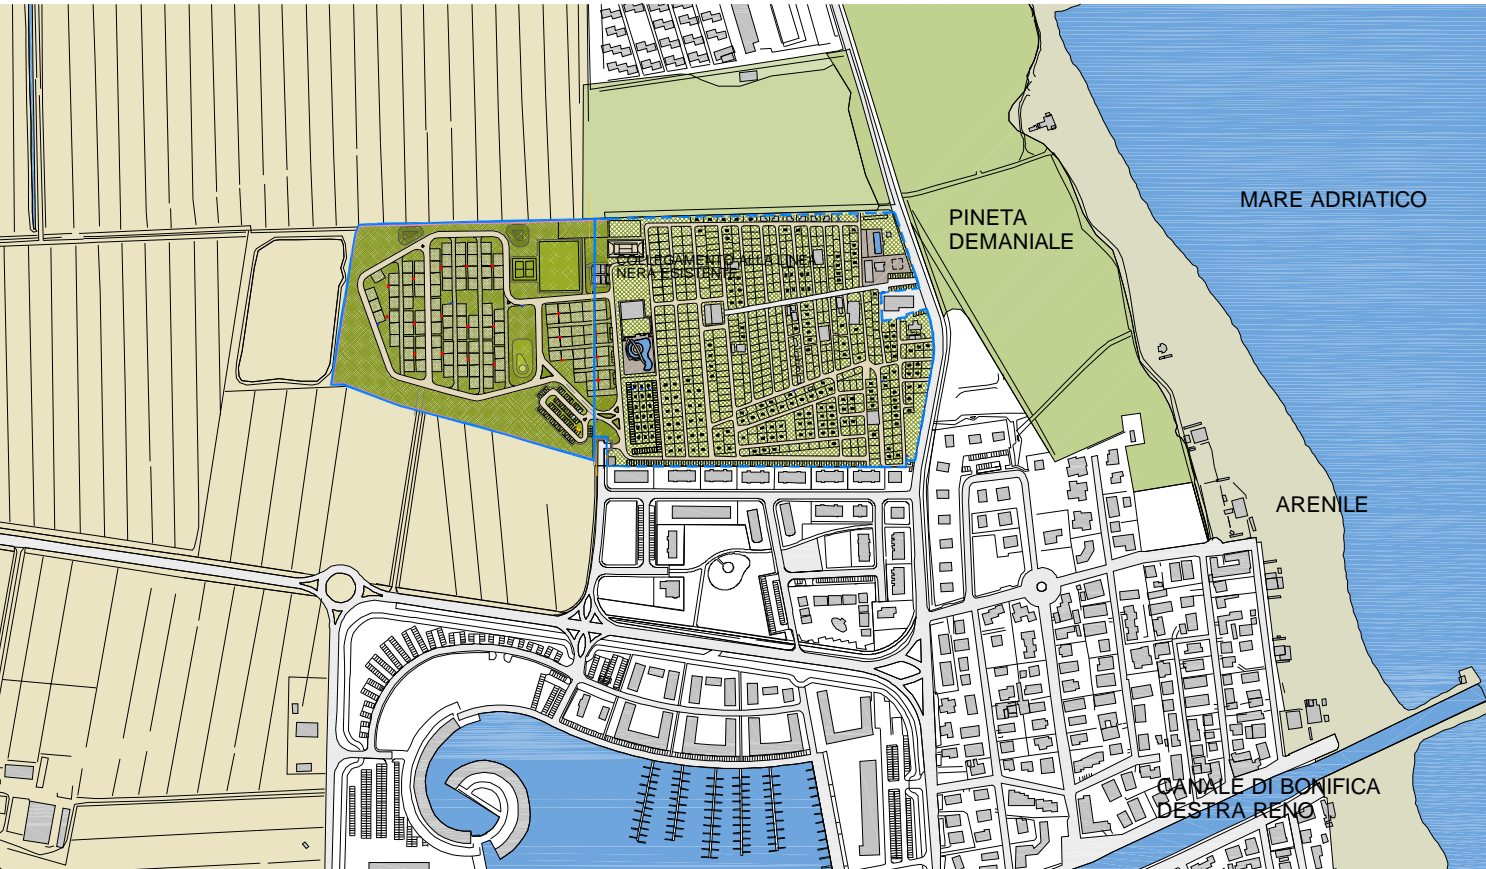 MARE ADRIATICO
PINETA
DEMANIALE
COLLEGAMENTO ALLA LINEA
NERA ESISTENTE
ARENILE
CANALE DI BONIFICA
DESTRA RENO